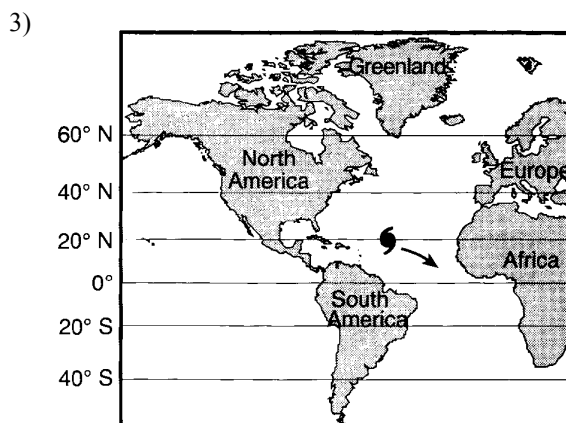 3)
Greenland
60° N
North
America
Europe
40° N
20° N
Africa
0°
South
America
20° S
40° S